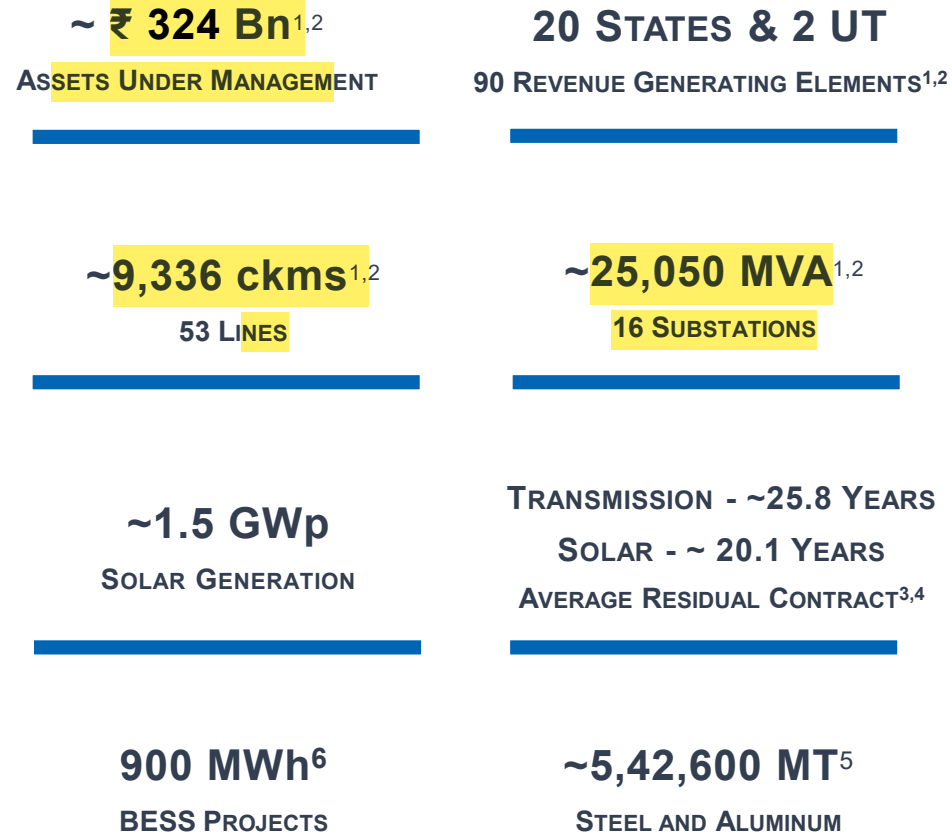 ~ ₹ 324 Bn1,2
ASSETS UNDER MANAGEMENT
20 STATES & 2 UT
90 REVENUE GENERATING ELEMENTS1,2
~9,336 ckms1,2
53 LINES
~25,050 MVA1,2
16 SUBSTATIONS
~1.5 GWp
SOLAR GENERATION
TRANSMISSION - ~25.8 YEARS
SOLAR - ~ 20.1 YEARS
AVERAGE RESIDUAL CONTRACT3,4
900 MWh6
BESS PROJECTS
~5,42,600 MT5
STEEL AND ALUMINUM